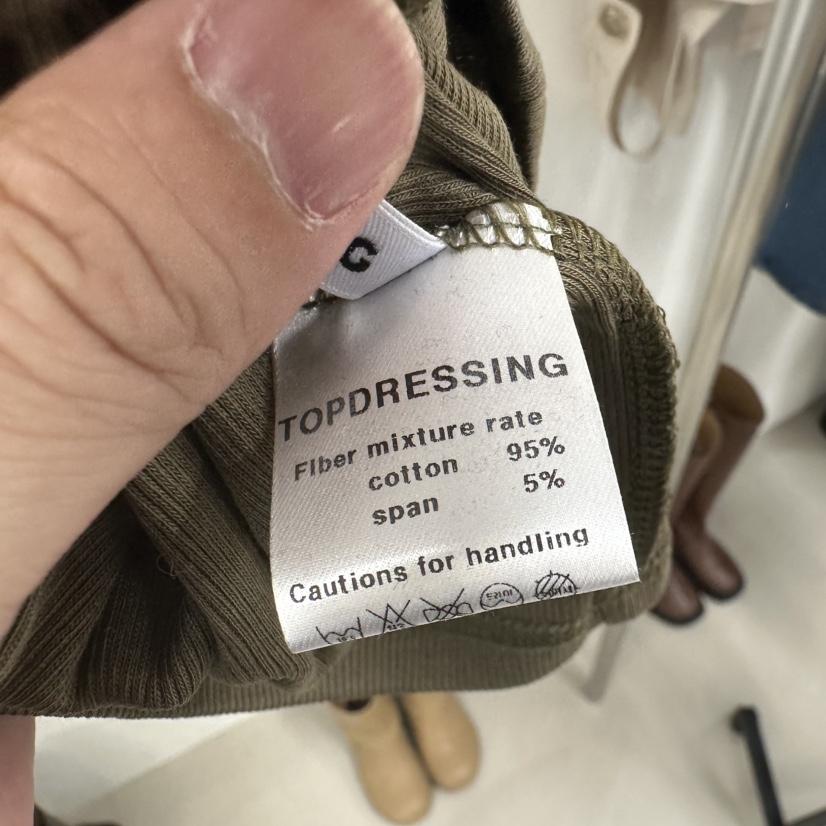 G
TOPDRESSING
Fiber mixture rate
cotton 95%
span 5%
Cautions for handling